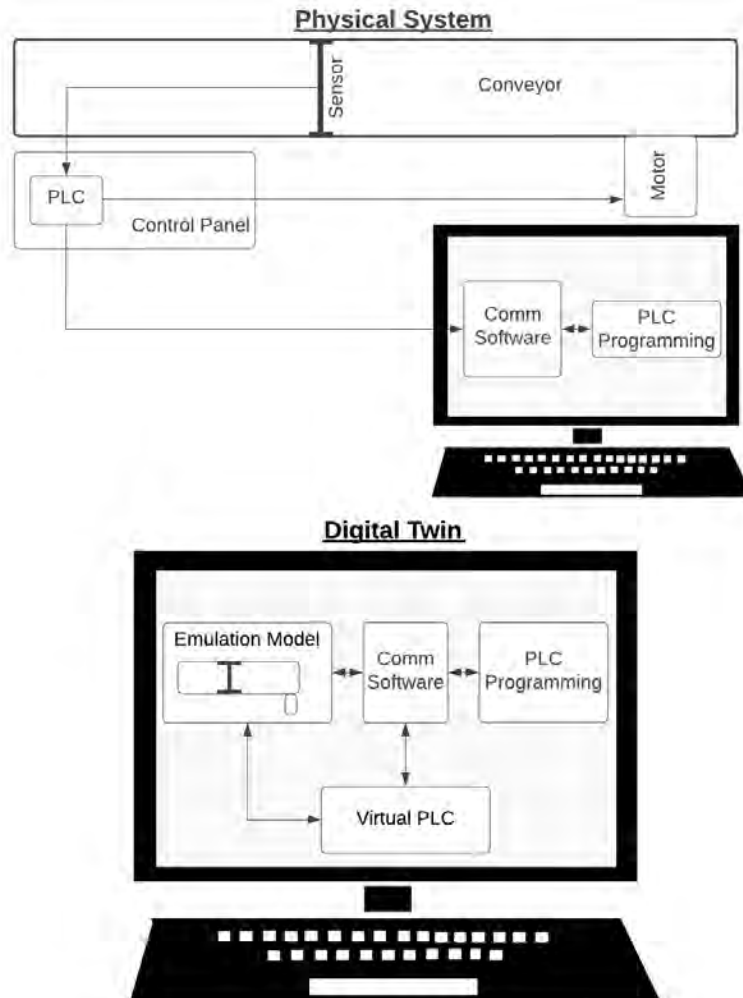 Physical System
Sensor
Conveyor
Motor
PLC
Control Panel
Comm
Software
PLC
Programming
Digital Twin
Emulation Model
Comm
Software
PLC
Programming
Virtual PLC